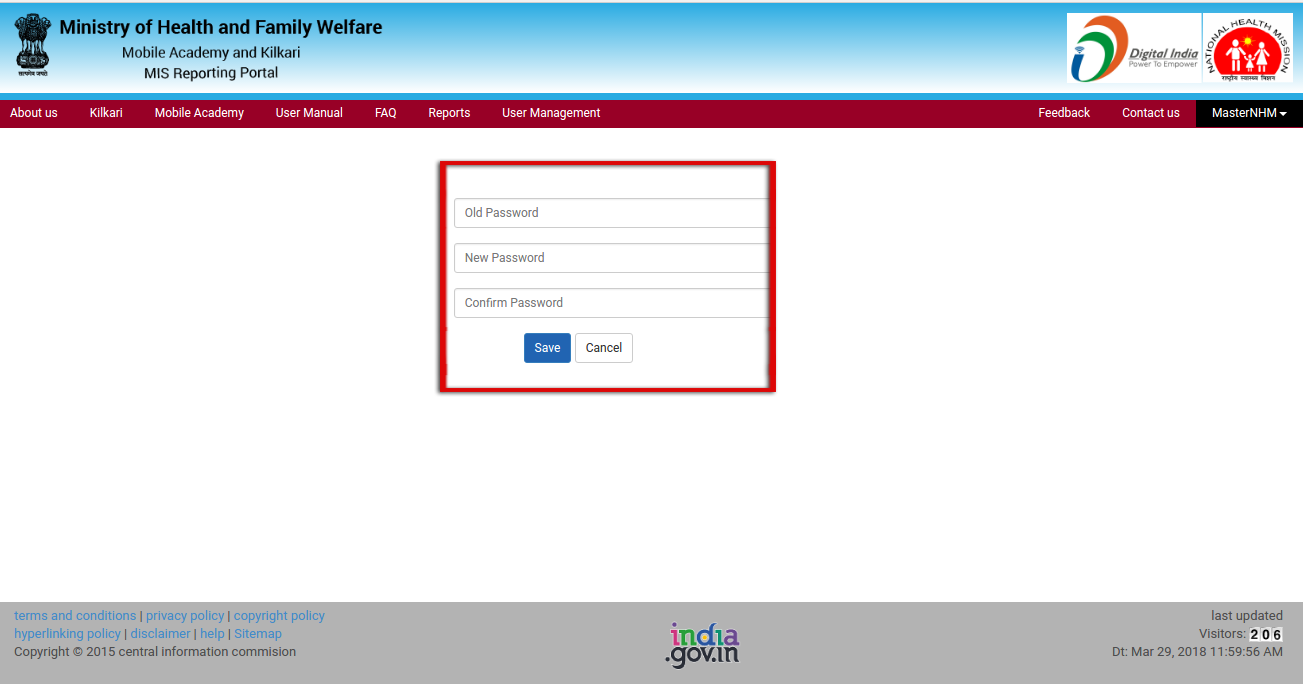 Ministry of Health and Family Welfare
Mobile Academy and Kilkari
MIS Reporting Portal
सत्यमेव जयते
Digital India
Power To Empower
NATIONAL HEALTH MISSION
राष्ट्रीय स्वास्थ्य मिशन
About us Kilkari Mobile Academy User Manual FAQ Reports User Management Feedback Contact us MasterNHM
Old Password
New Password
Confirm Password
Save Cancel
terms and conditions | privacy policy | copyright policy
hyperlinking policy | disclaimer | help | Sitemap
Copyright © 2015 central information commision
india
.gov.in
last updated
Visitors: 206
Dt: Mar 29, 2018 11:59:56 AM